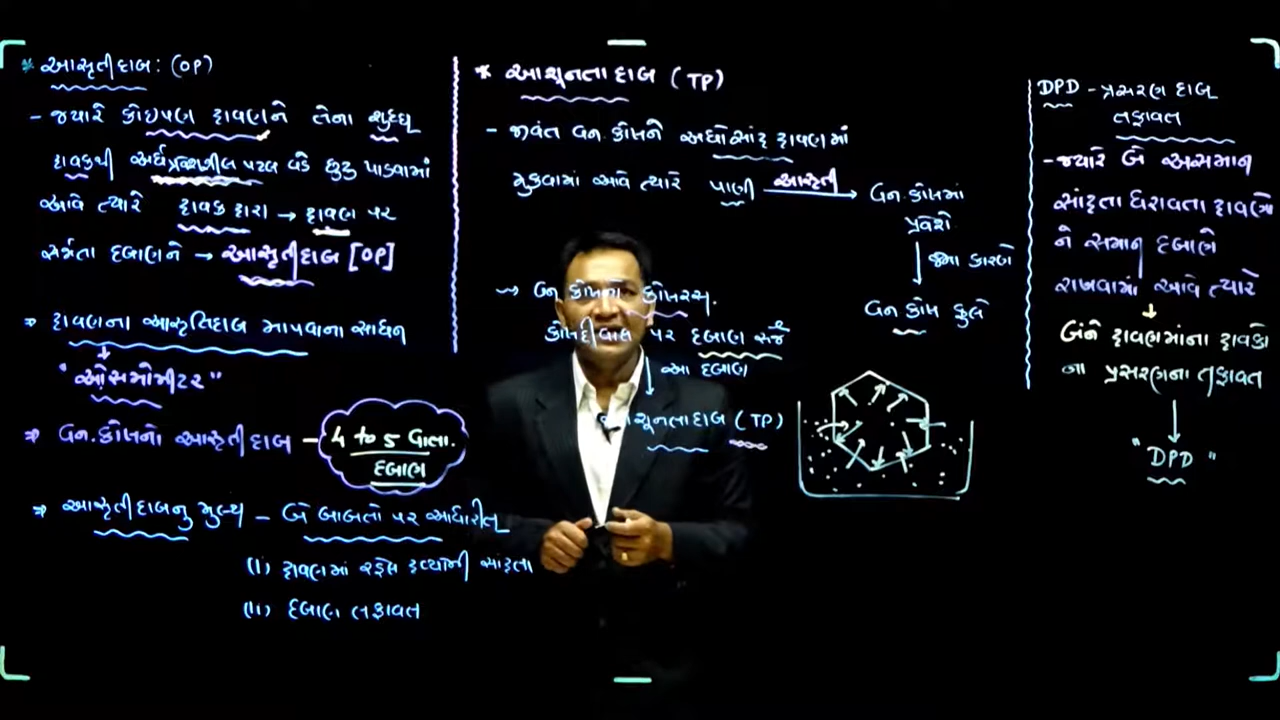 * આસૃતીદાબ : (OP)
- જ્યારે કોઇપણ દ્રાવણને તેના શુધ્ધ
દ્રાવકથી અર્ધપ્રવેશશીલ પટલ વડે છુટુ પાડવામાં
આવે ત્યારે દ્રાવક દ્વારા → દ્રાવણ પર
સર્જાતા દબાણને → આસૃતીદાબ [OP]
⇒ દ્રાવણના આસૃતિદાબ માપવાના સાધન
↓
"ઓસમોમીટર"
⇒ વન.કોષનો આસૃતીદાબ - 4 to 5 વાતા.
દબાણ
⇒ આસૃતીદાબનુ મુલ્ય - બે બાબતો પર આધારીત
(i) દ્રાવણમાં રહેલ દ્રવ્યોની સાંદ્રતા
(ii) દબાણ તફાવત
* આશૂનતા દાબ (TP)
- જીવંત વન. કોષને અધોસાંદ્ર દ્રાવણમાં
મુકવામાં આવે ત્યારે પાણી આસૃતી → વન.કોષમાં
પ્રવેશે.
↓ જેના કારણે
વન કોષ ફુલે
→ વન કોષનો કોષરસ.
કોષદીવાલ પર દબાણ સર્જે
↓ આ દબાણ
આશૂનતાદાબ (TP)
DPD - પ્રસરણ દાબ
તફાવત
- જ્યારે બે અસમાન
સાંદ્રતા ધરાવતા દ્રાવણો
ને સમાન દબાણે
રાખવામાં આવે ત્યારે
↓
બંને દ્રાવણમાંના દ્રાવકો
ના પ્રસરણના તફાવત
↓
"DPD"